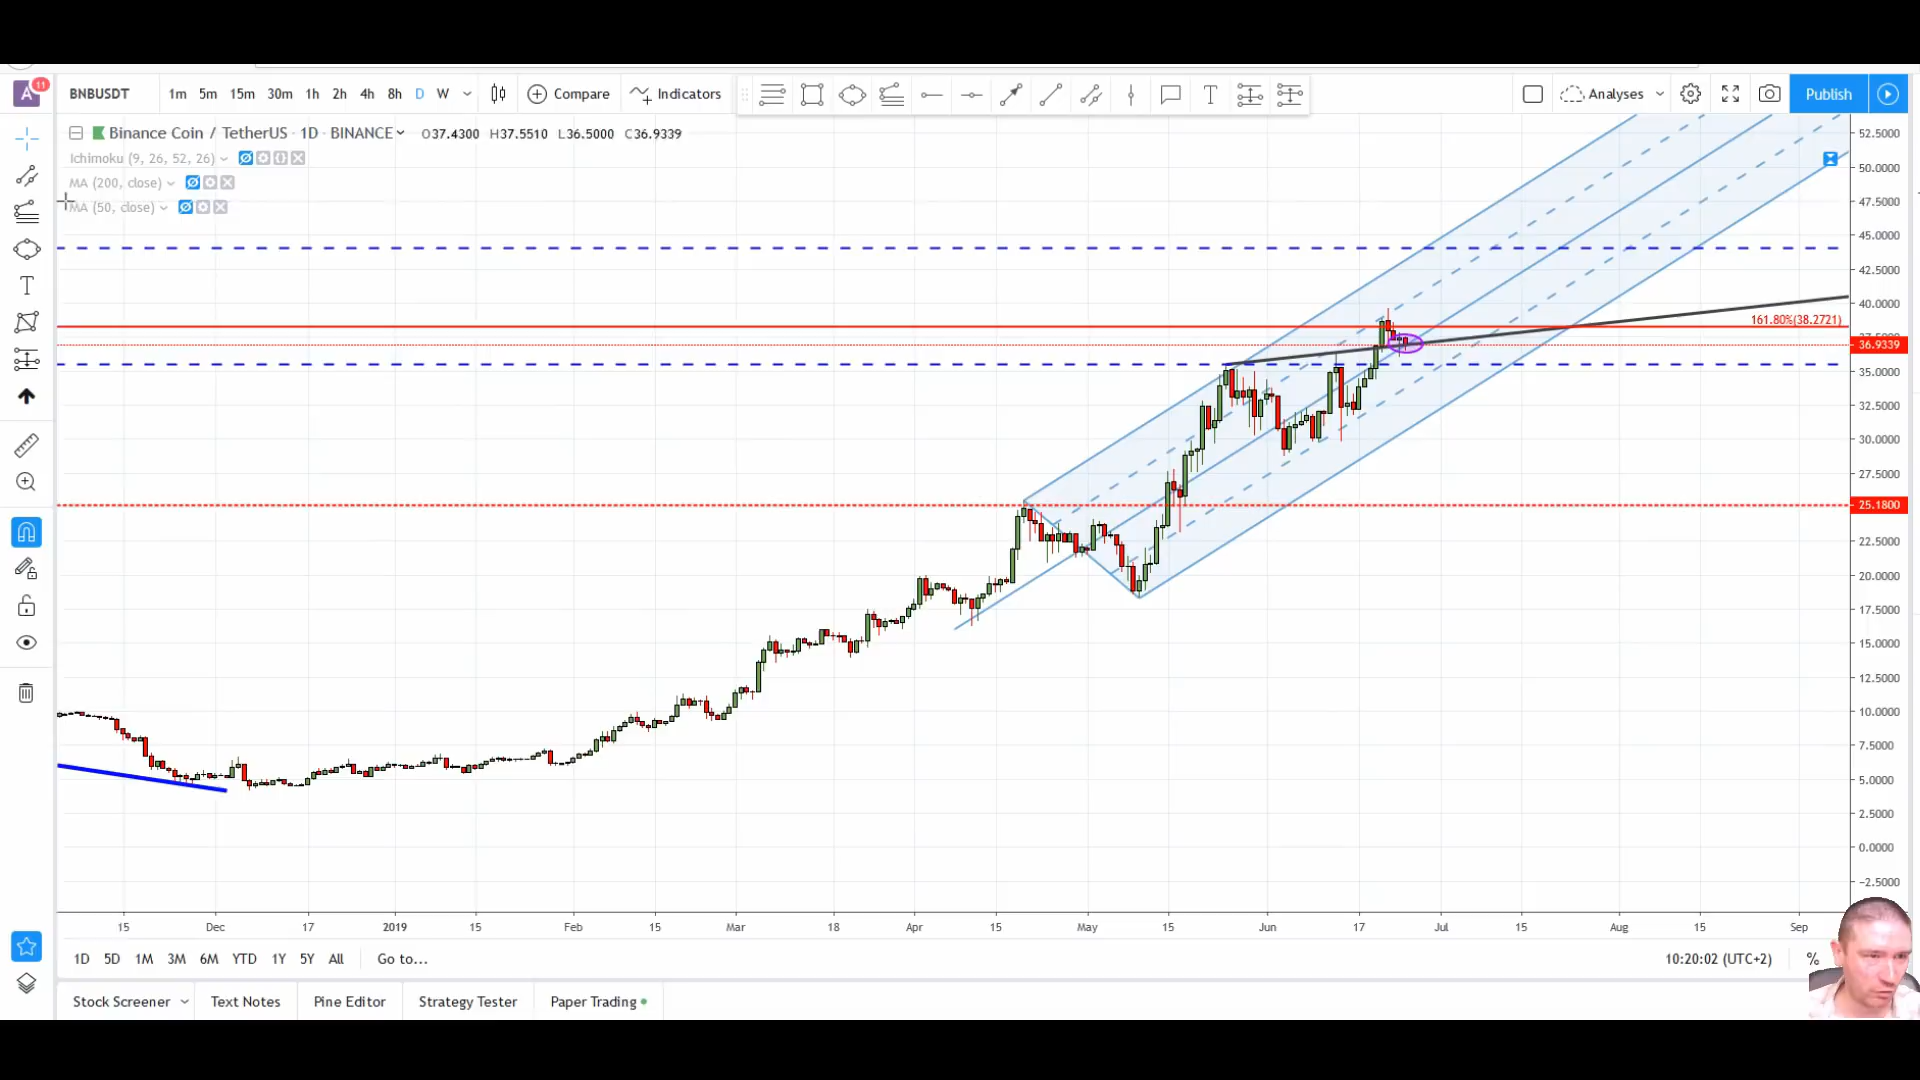 A 11 BNBUSDT 1m 5m 15m 30m 1h 2h 4h 8h D W Compare Indicators T Analyses Publish
Binance Coin / TetherUS · 1D · BINANCE O37.4300 H37.5510 L36.5000 C36.9339
Ichimoku (9, 26, 52, 26)
MA (200, close)
MA (50, close)
T
52.5000
50.0000
47.5000
45.0000
42.5000
40.0000
161.80%(38.2721)
36.9339
35.0000
32.5000
30.0000
27.5000
25.1800
22.5000
20.0000
17.5000
15.0000
12.5000
10.0000
7.5000
5.0000
2.5000
0.0000
−2.5000
15 Dec 17 2019 15 Feb 15 Mar 18 Apr 15 May 15 Jun 17 Jul 15 Aug 15 Sep
1D 5D 1M 3M 6M YTD 1Y 5Y All Go to... 10:20:02 (UTC+2) %
Stock Screener Text Notes Pine Editor Strategy Tester Paper Trading